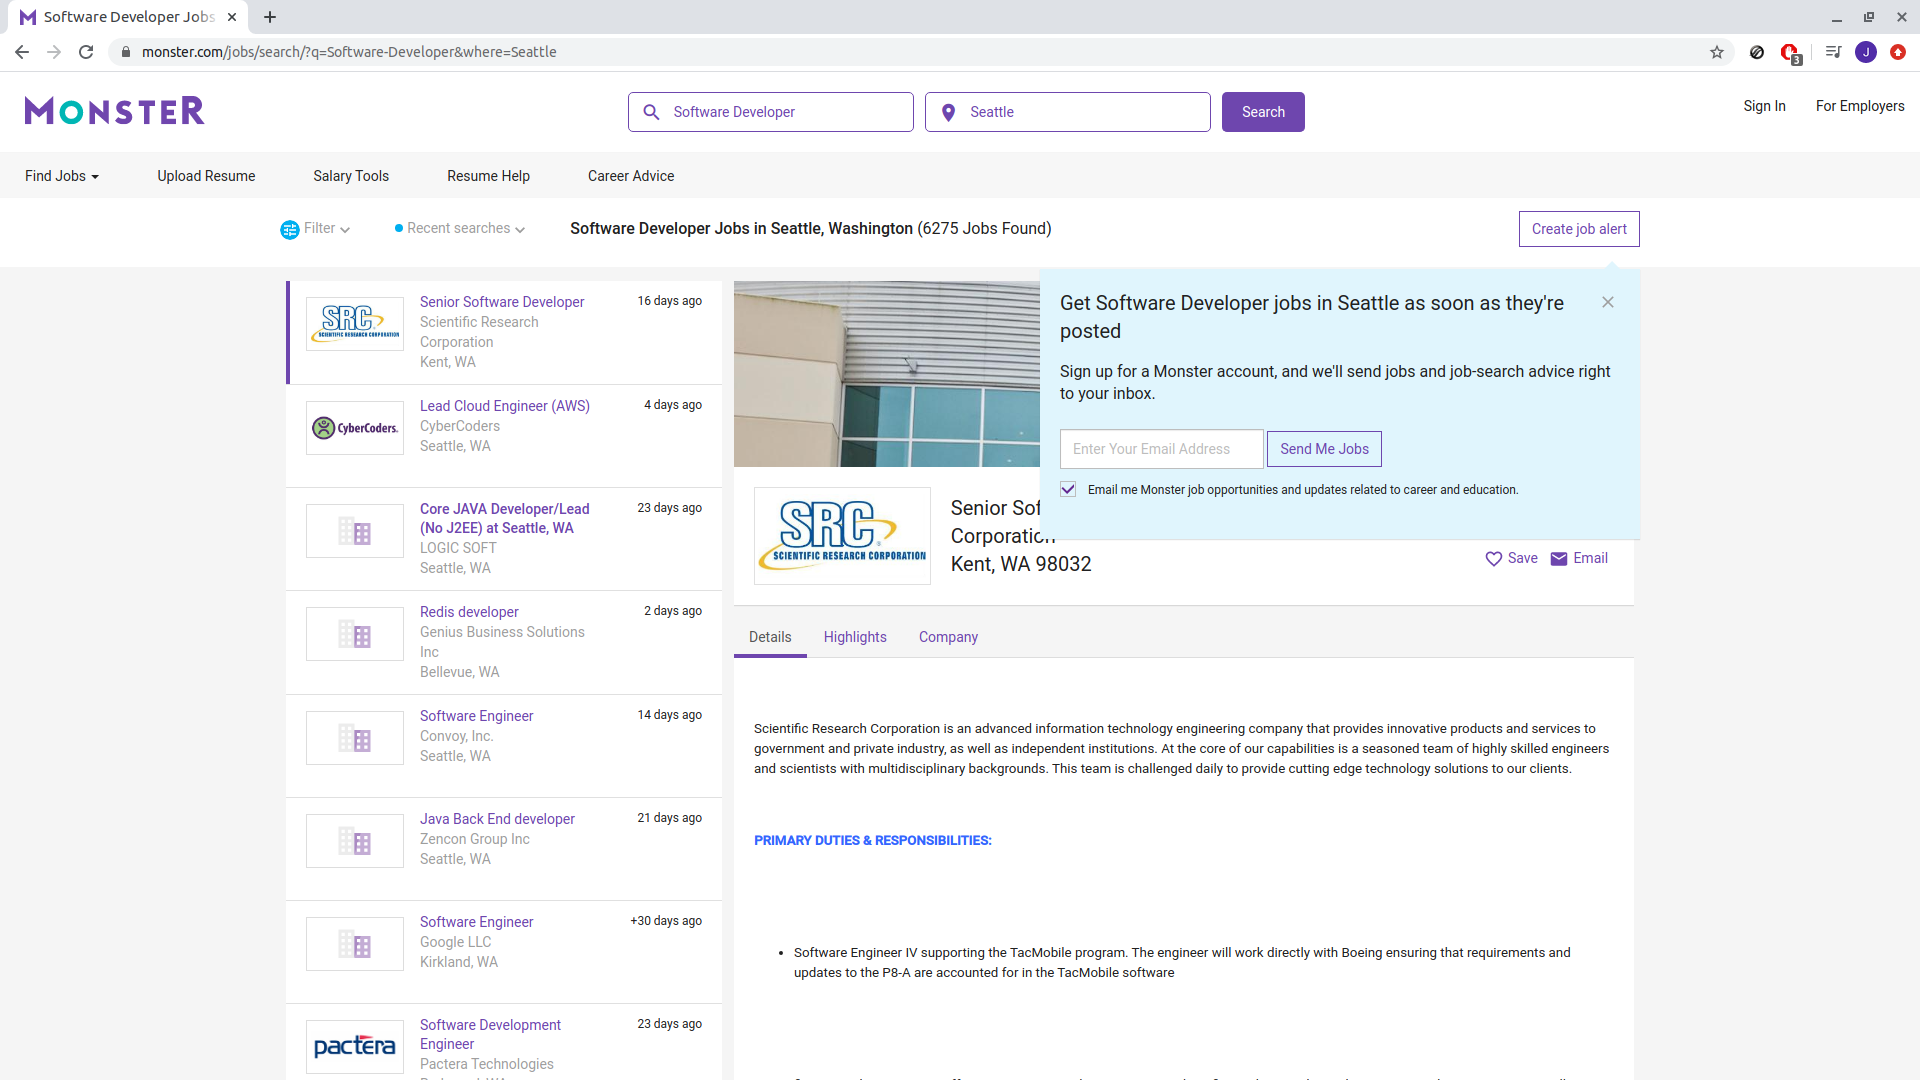 Software Developer Jobs
monster.com/jobs/search/?q=Software-Developer&where=Seattle
3
J
MONSTER
Software Developer
Seattle
Search
Sign In
For Employers
Find Jobs
Upload Resume
Salary Tools
Resume Help
Career Advice
Filter
Recent searches
Software Developer Jobs in Seattle, Washington (6275 Jobs Found)
Create job alert
SRC
SCIENTIFIC RESEARCH CORPORATION
Senior Software Developer
Scientific Research
Corporation
Kent, WA
16 days ago
CyberCoders.
Lead Cloud Engineer (AWS)
CyberCoders
Seattle, WA
4 days ago
Core JAVA Developer/Lead
(No J2EE) at Seattle, WA
LOGIC SOFT
Seattle, WA
23 days ago
Redis developer
Genius Business Solutions
Inc
Bellevue, WA
2 days ago
Software Engineer
Convoy, Inc.
Seattle, WA
14 days ago
Java Back End developer
Zencon Group Inc
Seattle, WA
21 days ago
Software Engineer
Google LLC
Kirkland, WA
+30 days ago
pactera
Software Development
Engineer
Pactera Technologies
23 days ago
Get Software Developer jobs in Seattle as soon as they're
posted
Sign up for a Monster account, and we'll send jobs and job-search advice right
to your inbox.
Enter Your Email Address
Send Me Jobs
Email me Monster job opportunities and updates related to career and education.
SRC
SCIENTIFIC RESEARCH CORPORATION
Senior Sof
Corporation
Kent, WA 98032
Save
Email
Details
Highlights
Company
Scientific Research Corporation is an advanced information technology engineering company that provides innovative products and services to
government and private industry, as well as independent institutions. At the core of our capabilities is a seasoned team of highly skilled engineers
and scientists with multidisciplinary backgrounds. This team is challenged daily to provide cutting edge technology solutions to our clients.
PRIMARY DUTIES & RESPONSIBILITIES:
• Software Engineer IV supporting the TacMobile program. The engineer will work directly with Boeing ensuring that requirements and
updates to the P8-A are accounted for in the TacMobile software